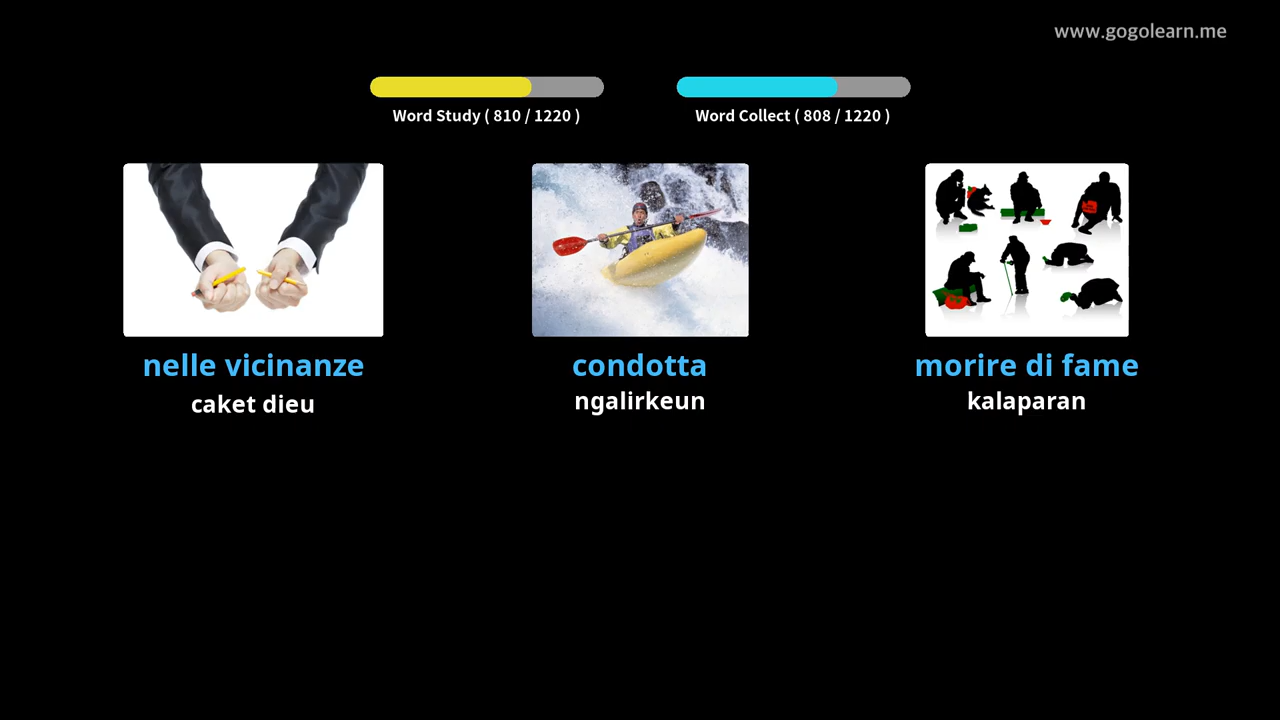 www.gogolearn.me
Word Study ( 810 / 1220 )
Word Collect ( 808 / 1220 )
nelle vicinanze
caket dieu
condotta
ngalirkeun
morire di fame
kalaparan